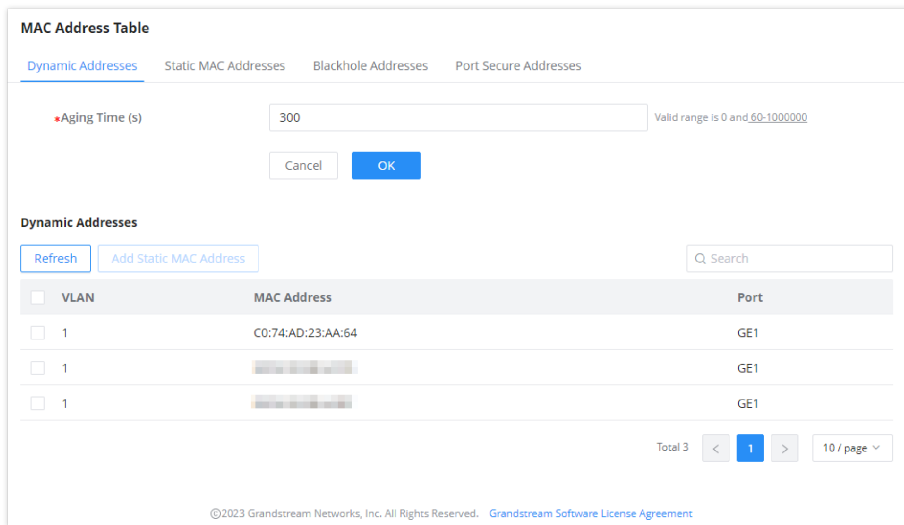 MAC Address Table
Dynamic Addresses Static MAC Addresses Blackhole Addresses Port Secure Addresses
*Aging Time (s) 300 Valid range is 0 and 60-1000000
Cancel OK
Dynamic Addresses
Refresh Add Static MAC Address Search
VLAN MAC Address Port
1 C0:74:AD:23:AA:64 GE1
1 GE1
1 GE1
Total 3 < 1 > 10 / page
©2023 Grandstream Networks, Inc. All Rights Reserved. Grandstream Software License Agreement